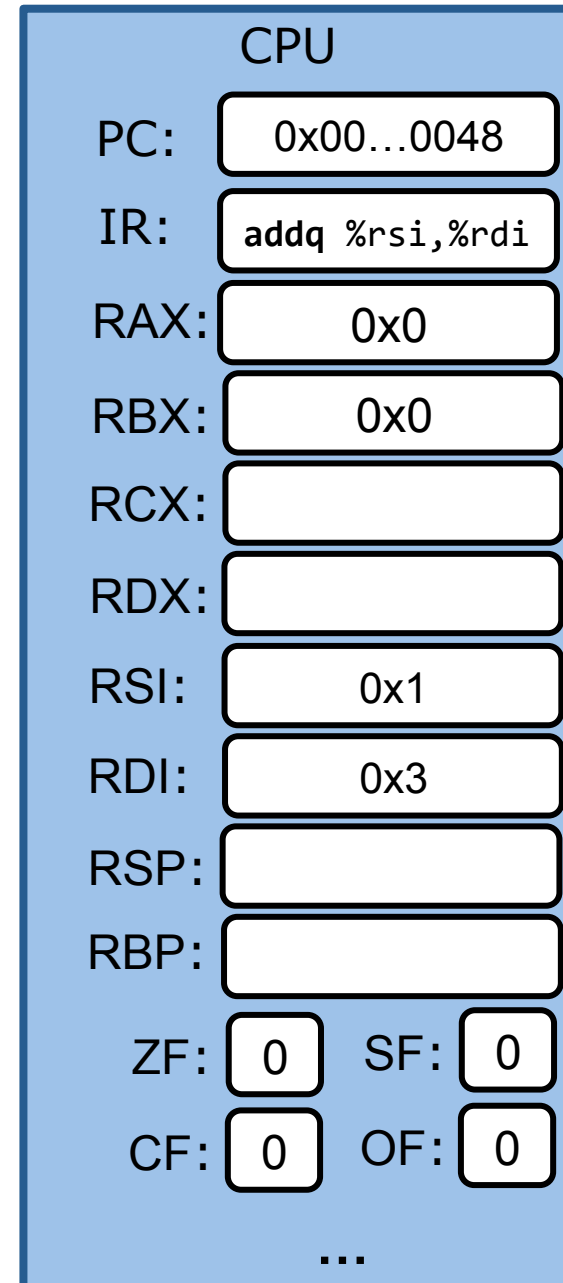 CPU
PC: 0x00...0048
IR: addq %rsi,%rdi
RAX: 0x0
RBX: 0x0
RCX:
RDX:
RSI: 0x1
RDI: 0x3
RSP:
RBP:
ZF: 0 SF: 0
CF: 0 OF: 0
...